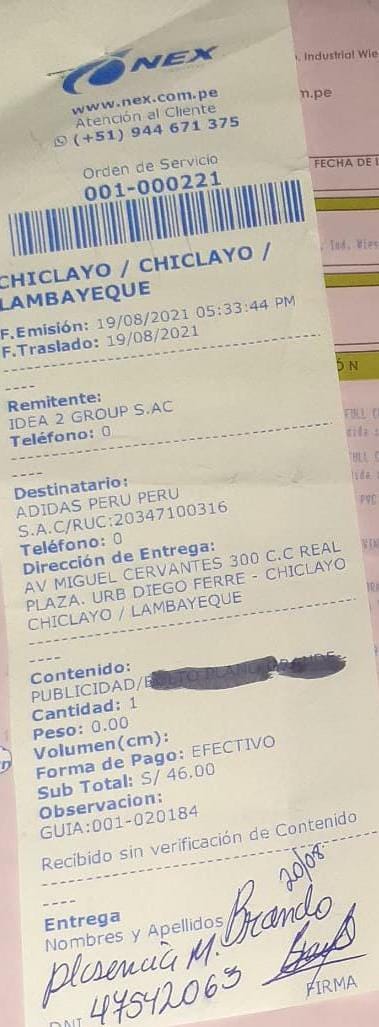 NEX
www.nex.com.pe
Atención al Cliente
(+51) 944 671 375
Orden de Servicio
001-000221
CHICLAYO / CHICLAYO /
LAMBAYEQUE
F.Emisión: 19/08/2021 05:33:44 PM
F.Traslado: 19/08/2021
----
Remitente:
IDEA 2 GROUP S.AC
Teléfono: 0
----
Destinatario:
ADIDAS PERU PERU
S.A.C/RUC:20347100316
Teléfono: 0
Dirección de Entrega:
AV MIGUEL CERVANTES 300 C.C REAL
PLAZA. URB DIEGO FERRE - CHICLAYO
CHICLAYO / LAMBAYEQUE
----
Contenido:
PUBLICIDAD/
Cantidad: 1
Peso: 0.00
Volumen(cm):
Forma de Pago: EFECTIVO
Sub Total: S/ 46.00
Observacion:
GUIA:001-020184
Recibido sin verificación de Contenido
----
20/08
Entrega
Nombres y Apellidos Brando
Plasencia M.
DNI 47542063
FIRMA
. Industrial Wie
m.pe
FECHA DE
. Ind. Wies
ÓN
PVC